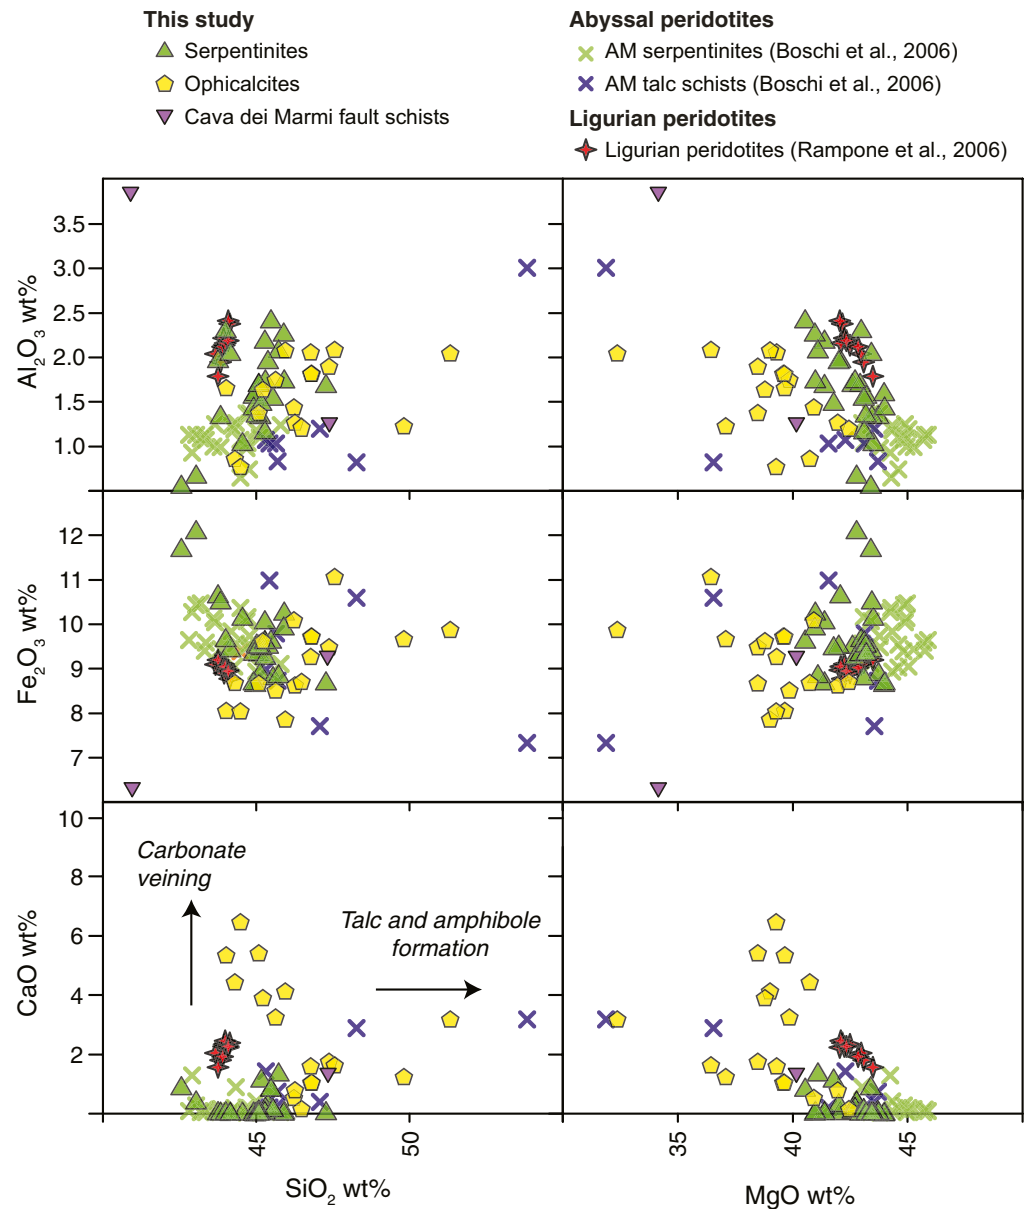 This study
Serpentinites
Ophicalcites
Cava dei Marmi fault schists
Abyssal peridotites
AM serpentinites (Boschi et al., 2006)
AM talc schists (Boschi et al., 2006)
Ligurian peridotites
Ligurian peridotites (Rampone et al., 2006)
Al2O3 wt%
3.5
3.0
2.5
2.0
1.5
1.0
Fe2O3 wt%
12
11
10
9
8
7
CaO wt%
10
8
6
4
2
Carbonate
veining
Talc and amphibole
formation
45
50
35
40
45
SiO2 wt%
MgO wt%